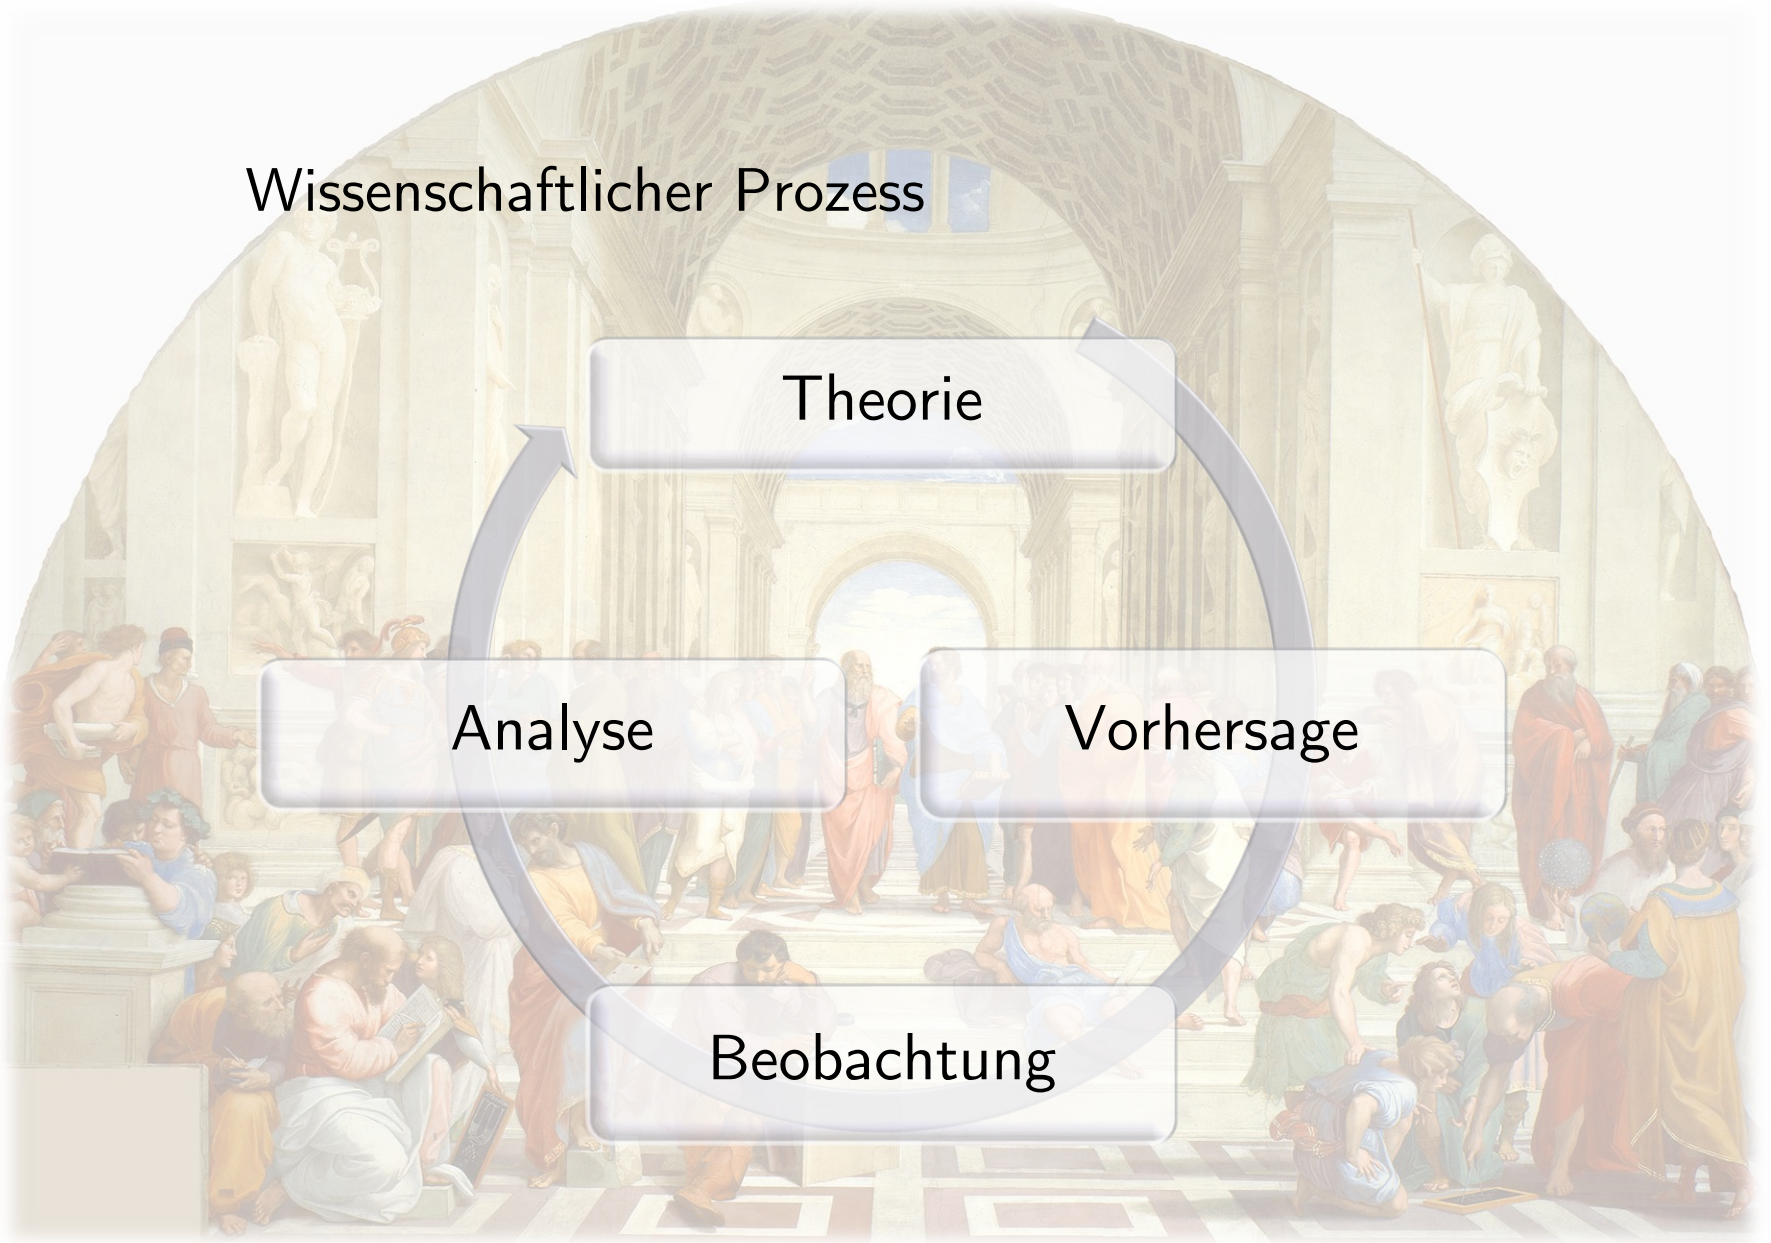 Wissenschaftlicher Prozess
Theorie
Analyse
Vorhersage
Beobachtung